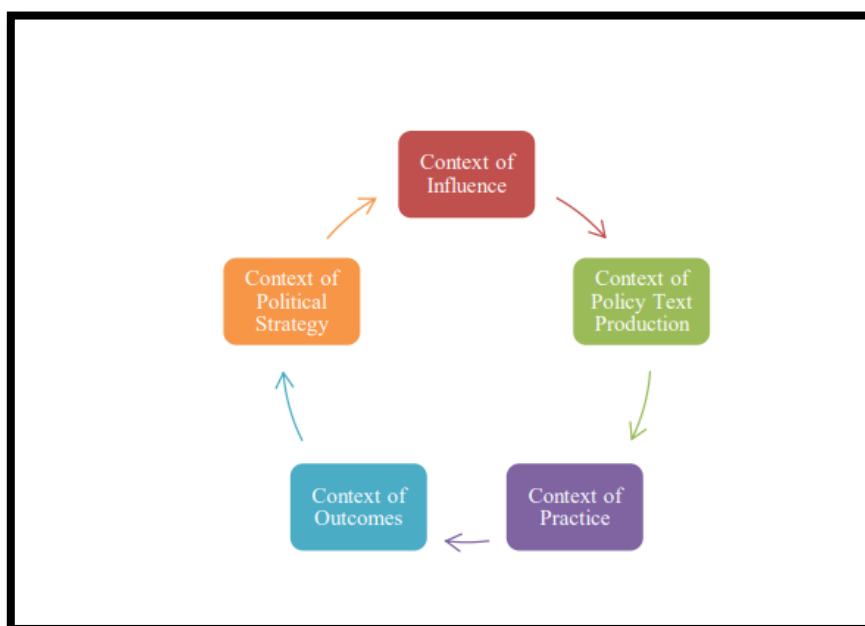 Context of
Influence
Context of
Policy Text
Production
Context of
Practice
Context of
Outcomes
Context of
Political
Strategy